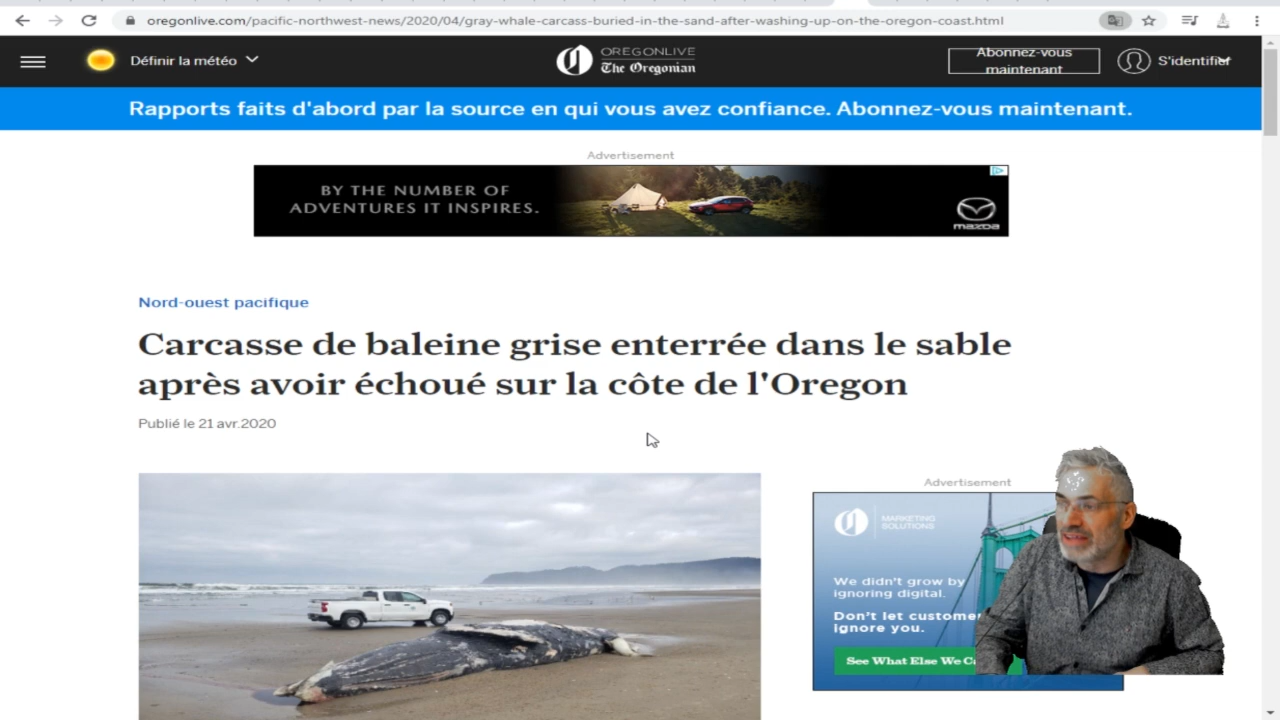 oregonlive.com/pacific-northwest-news/2020/04/gray-whale-carcass-buried-in-the-sand-after-washing-up-on-the-oregon-coast.html
Définir la météo
OREGONLIVE
The Oregonian
Abonnez-vous
maintenant
S'identifier
Rapports faits d'abord par la source en qui vous avez confiance. Abonnez-vous maintenant.
Advertisement
BY THE NUMBER OF
ADVENTURES IT INSPIRES.
mazda
Nord-ouest pacifique
Carcasse de baleine grise enterrée dans le sable
après avoir échoué sur la côte de l'Oregon
Publié le 21 avr.2020
Advertisement
MARKETING
SOLUTIONS
We didn't grow by
ignoring digital.
Don't let custome
ignore you.
See What Else We Ca